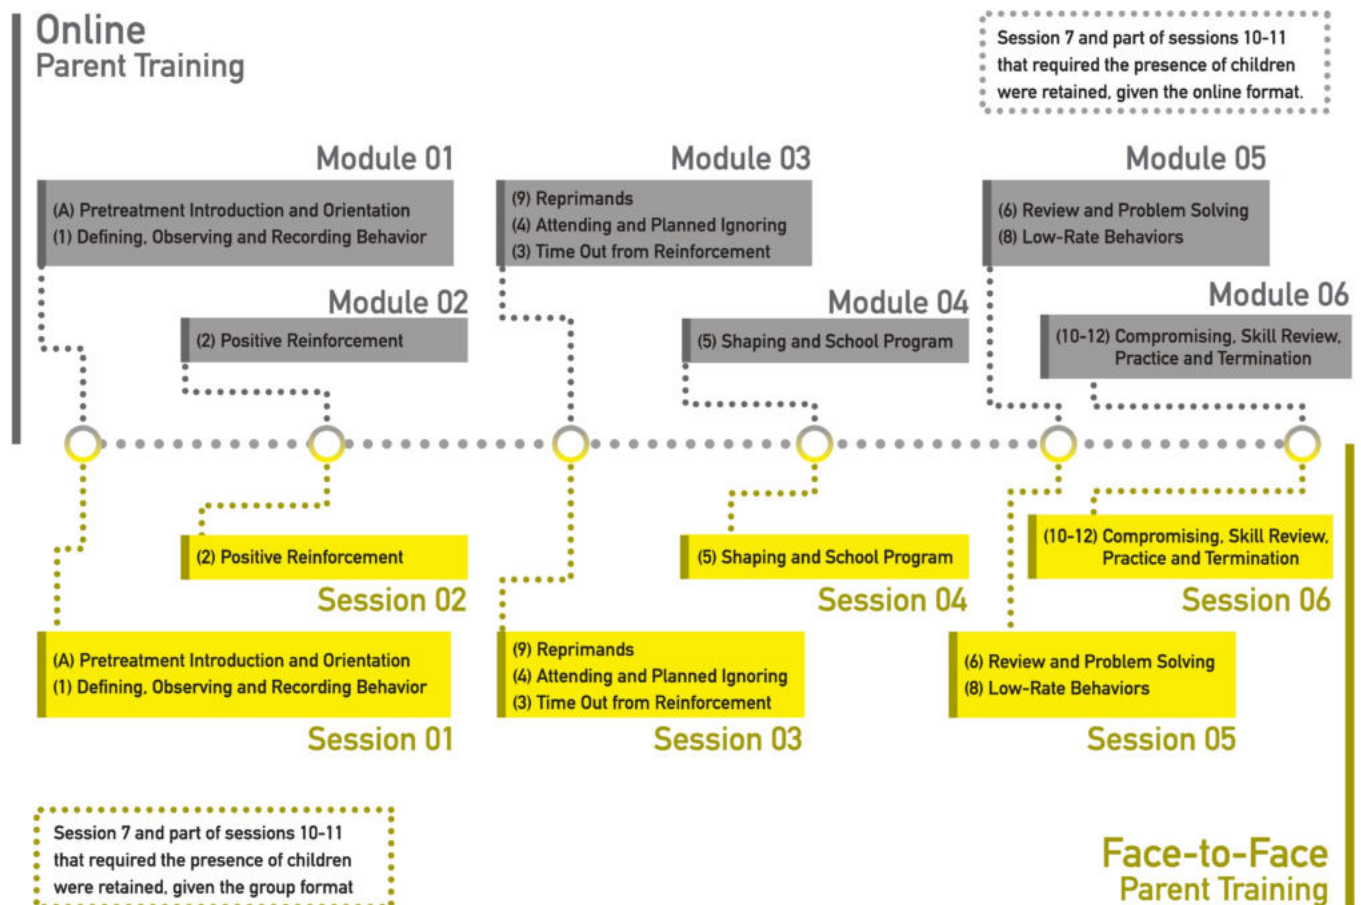 Online
Parent Training
Session 7 and part of sessions 10-11
that required the presence of children
were retained, given the online format.
Module 01
(A) Pretreatment Introduction and Orientation
(1) Defining, Observing and Recording Behavior
Module 02
(2) Positive Reinforcement
Module 03
(9) Reprimands
(4) Attending and Planned Ignoring
(3) Time Out from Reinforcement
Module 04
(5) Shaping and School Program
Module 05
(6) Review and Problem Solving
(8) Low-Rate Behaviors
Module 06
(10-12) Compromising, Skill Review,
Practice and Termination
(2) Positive Reinforcement
Session 02
(A) Pretreatment Introduction and Orientation
(1) Defining, Observing and Recording Behavior
Session 01
(5) Shaping and School Program
Session 04
(9) Reprimands
(4) Attending and Planned Ignoring
(3) Time Out from Reinforcement
Session 03
(10-12) Compromising, Skill Review,
Practice and Termination
Session 06
(6) Review and Problem Solving
(8) Low-Rate Behaviors
Session 05
Session 7 and part of sessions 10-11
that required the presence of children
were retained, given the group format
Face-to-Face
Parent Training